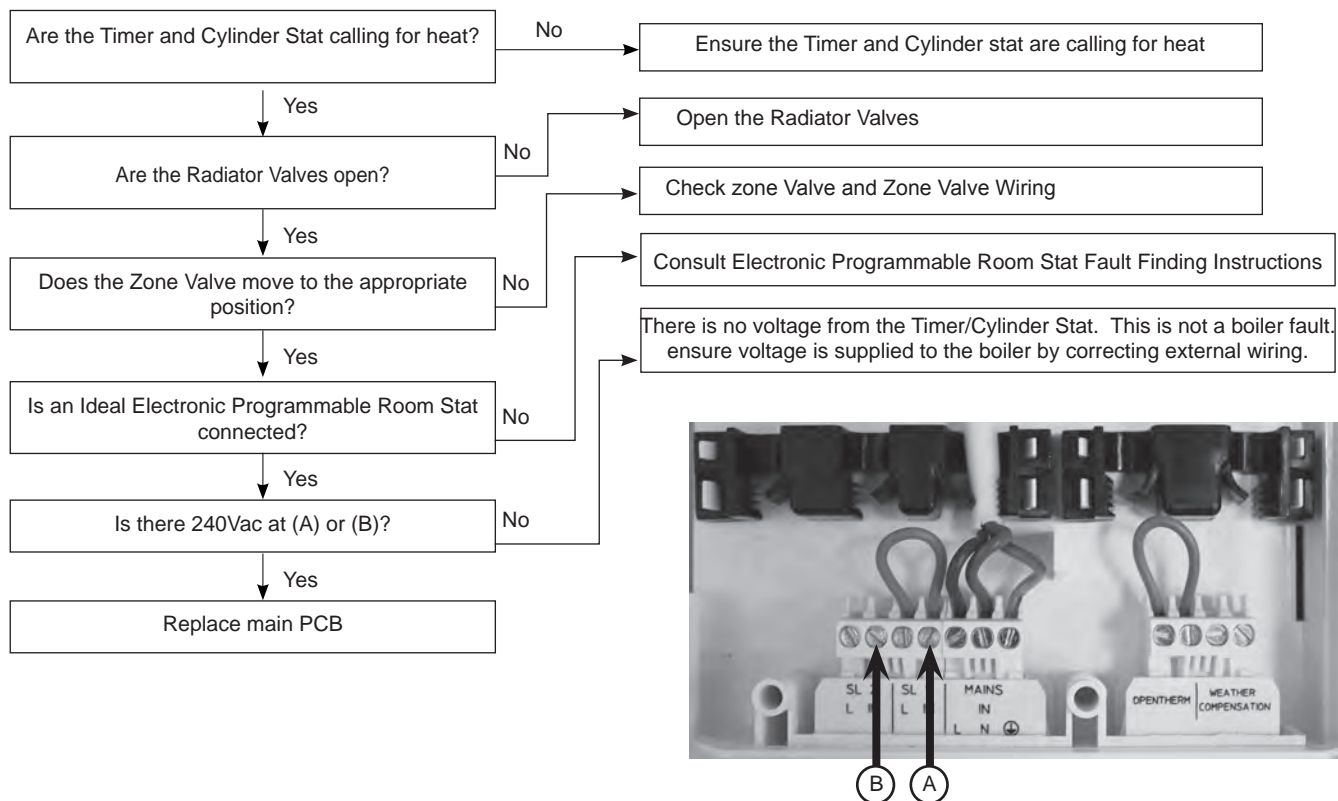 Are the Timer and Cylinder Stat calling for heat?
No
Ensure the Timer and Cylinder stat are calling for heat
Yes
Are the Radiator Valves open?
No
Open the Radiator Valves
Yes
Does the Zone Valve move to the appropriate
position?
No
Check zone Valve and Zone Valve Wiring
Yes
Is an Ideal Electronic Programmable Room Stat
connected?
No
Consult Electronic Programmable Room Stat Fault Finding Instructions
Yes
Is there 240Vac at (A) or (B)?
No
There is no voltage from the Timer/Cylinder Stat. This is not a boiler fault.
ensure voltage is supplied to the boiler by correcting external wiring.
Yes
Replace main PCB
SL 2 SL MAINS
L L IN
L N
OPENTHERM WEATHER
COMPENSATION
B A